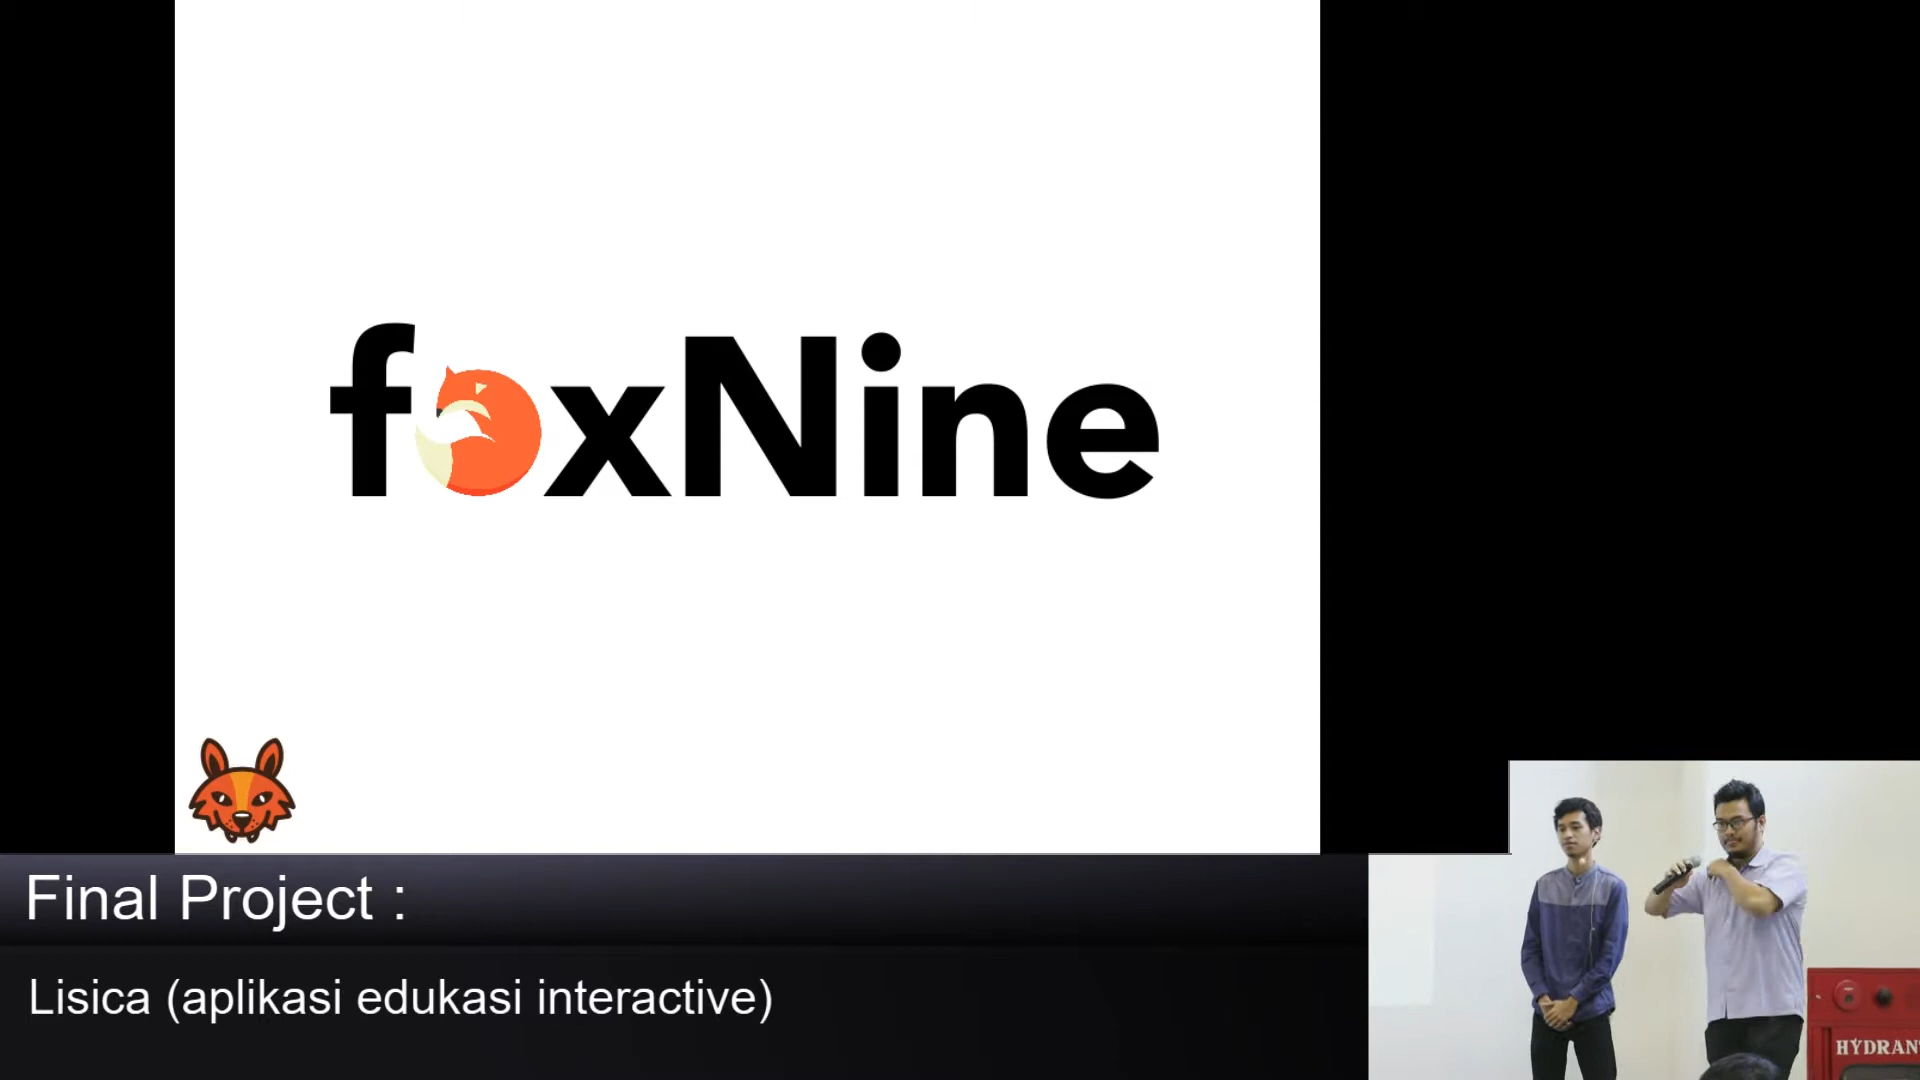 foxNine
Final Project :
Lisica (aplikasi edukasi interactive)
HYDRAN